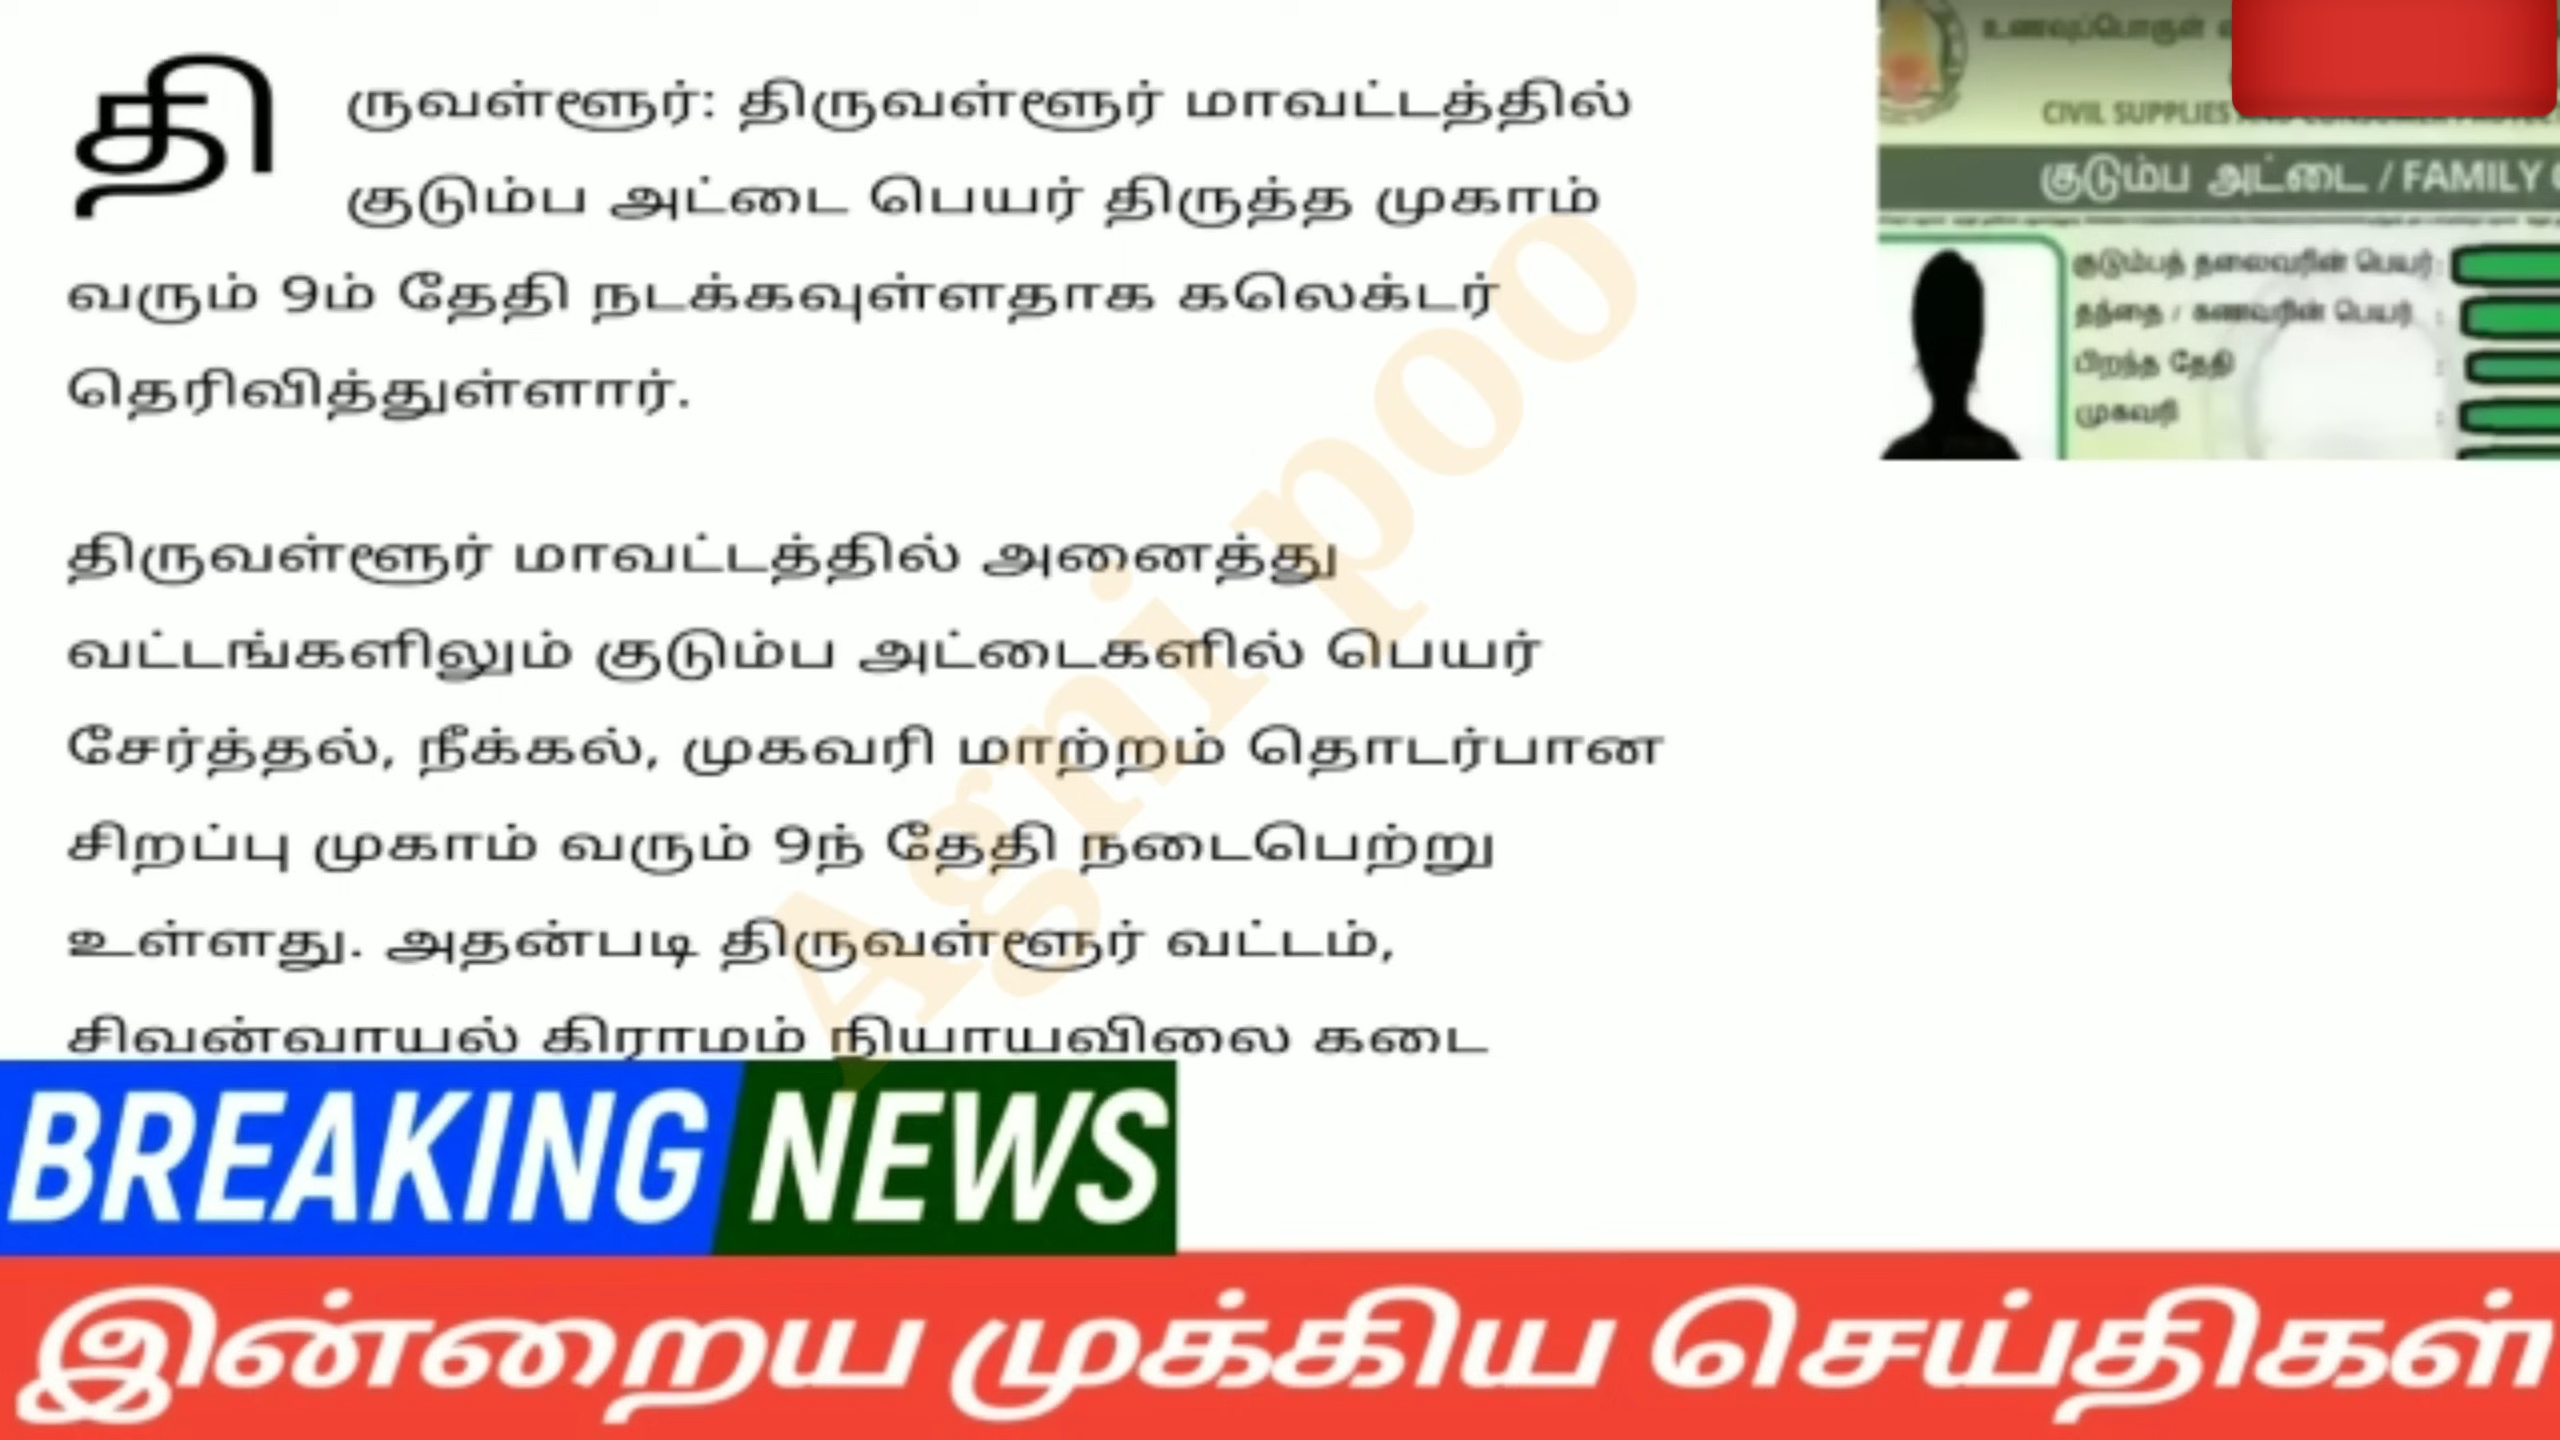 திருவள்ளூர்: திருவள்ளூர் மாவட்டத்தில்
குடும்ப அட்டை பெயர் திருத்த முகாம்
வரும் 9ம் தேதி நடக்கவுள்ளதாக கலெக்டர்
தெரிவித்துள்ளார்.
திருவள்ளூர் மாவட்டத்தில் அனைத்து
வட்டங்களிலும் குடும்ப அட்டைகளில் பெயர்
சேர்த்தல், நீக்கல், முகவரி மாற்றம் தொடர்பான
சிறப்பு முகாம் வரும் 9ந் தேதி நடைபெற்று
உள்ளது. அதன்படி திருவள்ளூர் வட்டம்,
சிவன்வாயல் கிராமம் நியாயவிலை கடை
உணவுப்பொருள்
CIVIL SUPPLIES
குடும்ப அட்டை / FAMILY
குடும்பத் தலைவரின் பெயர் :
தந்தை / கணவரின் பெயர் :
பிறந்த தேதி :
முகவரி :
Agni poo
BREAKING NEWS
இன்றைய முக்கிய செய்திகள்